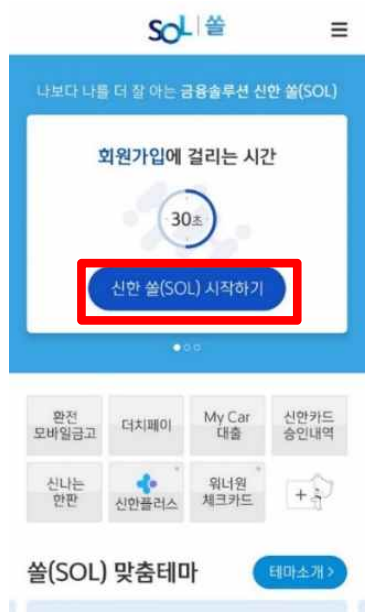 SOL | 쏠
나보다 나를 더 잘 아는 금융솔루션 신한 쏠(SOL)
회원가입에 걸리는 시간
30초
신한 쏠(SOL) 시작하기
환전
모바일금고
더치페이
My Car
대출
신한카드
승인내역
신나는
한판
신한플러스
워너원
체크카드
+
쏠(SOL) 맞춤테마
테마소개 >